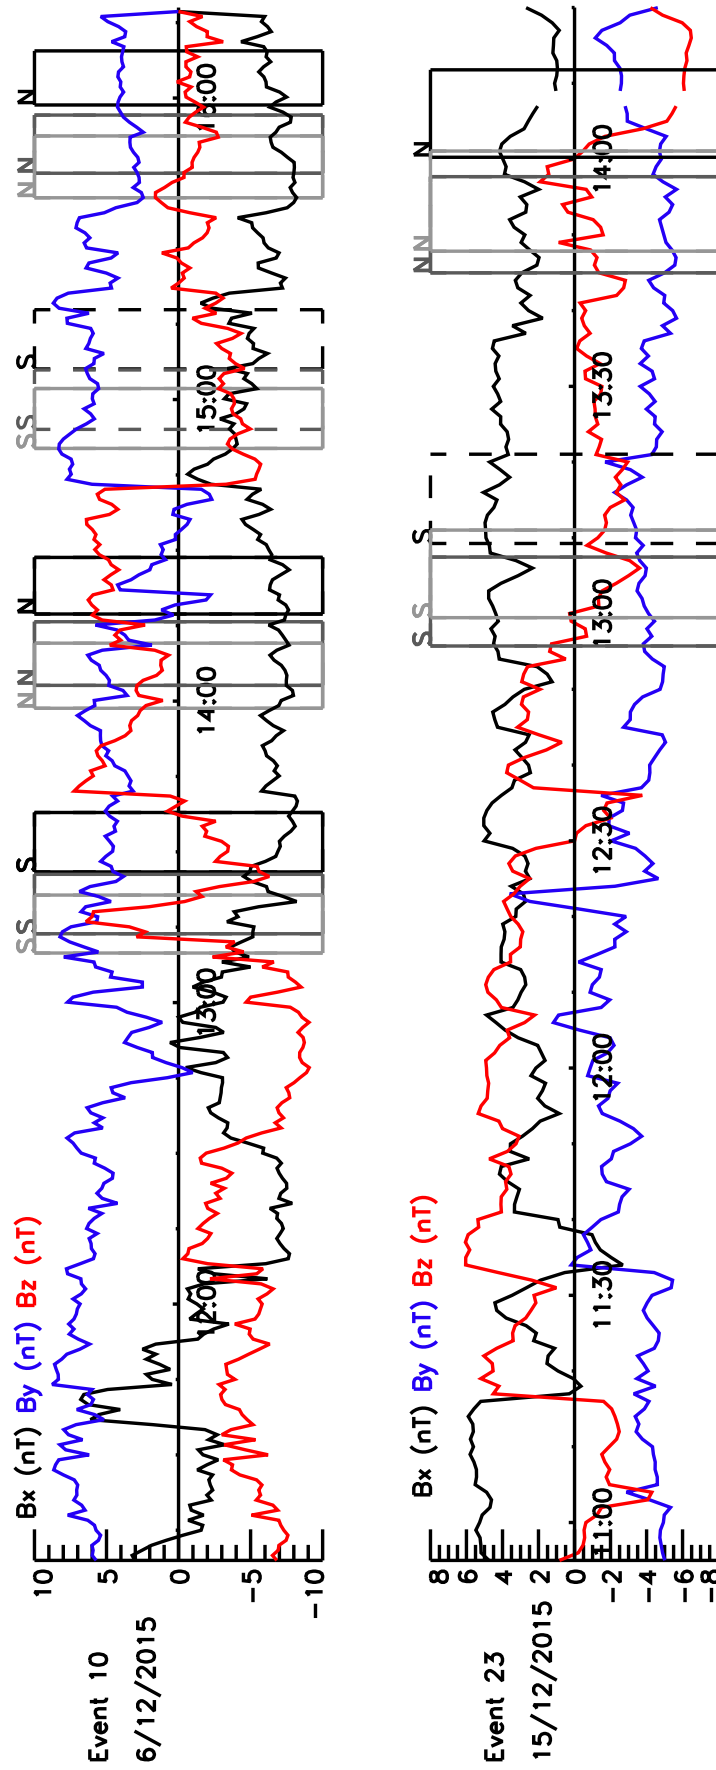 Bx (nT) By (nT) Bz (nT)
S S S N N N S S S N N N
10
5
0
-5
-10
12:00 13:00 14:00 15:00 16:00
Event 10
6/12/2015
Bx (nT) By (nT) Bz (nT)
S S S N N N
8
6
4
2
0
-2
-4
-6
-8
11:00 11:30 12:00 12:30 13:00 13:30 14:00
Event 23
15/12/2015